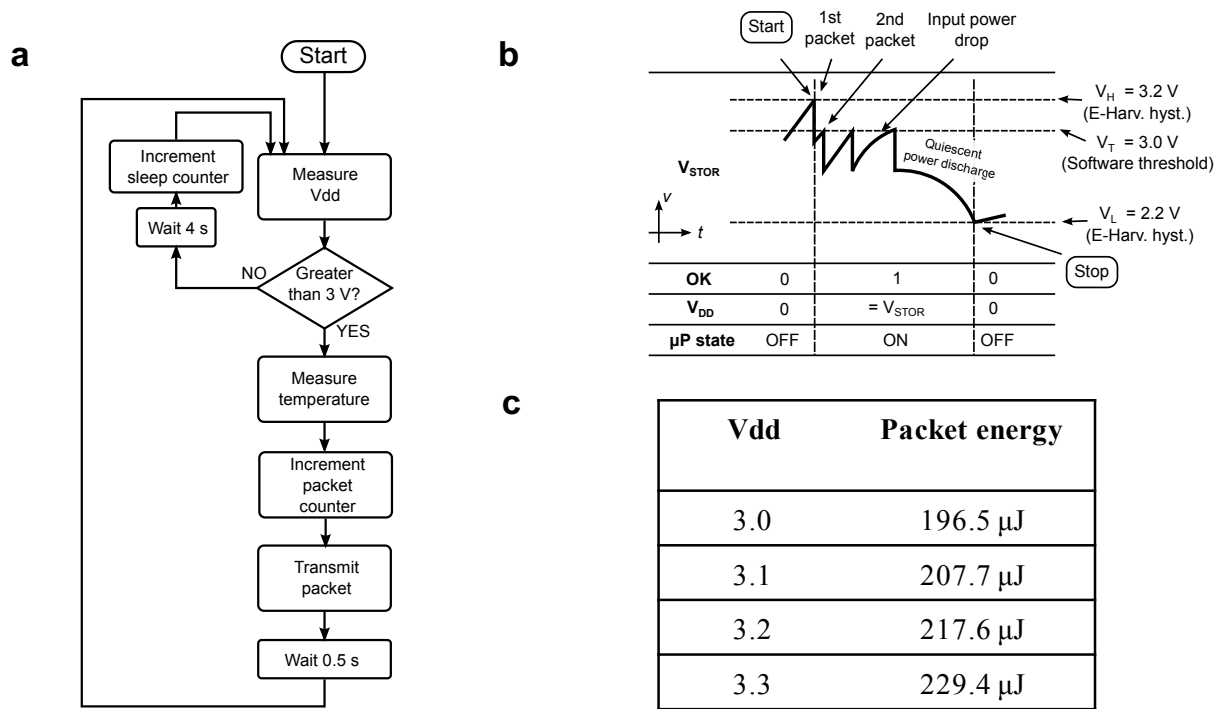 a
Start
Increment
sleep counter
Measure
Vdd
Wait 4 s
NO
Greater
than 3 V?
YES
Measure
temperature
Increment
packet
counter
Transmit
packet
Wait 0.5 s
b
Start
1st
packet
2nd
packet
Input power
drop
V_H = 3.2 V
(E-Harv. hyst.)
V_T = 3.0 V
(Software threshold)
Quiescent
power discharge
V_STOR
v
t
V_L = 2.2 V
(E-Harv. hyst.)
Stop
OK 0 1 0
V_DD 0 = V_STOR 0
µP state OFF ON OFF
c
Vdd Packet energy
3.0 196.5 µJ
3.1 207.7 µJ
3.2 217.6 µJ
3.3 229.4 µJ